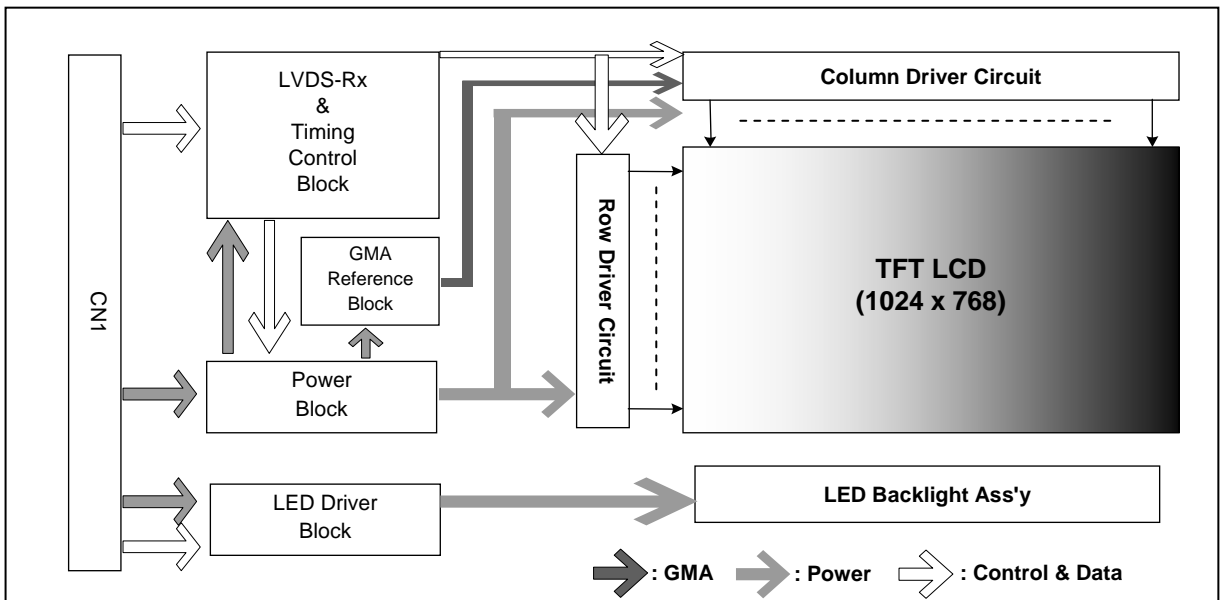 CN1
LVDS-Rx
&
Timing
Control
Block
GMA
Reference
Block
Power
Block
LED Driver
Block
Column Driver Circuit
Row Driver Circuit
TFT LCD
(1024 x 768)
LED Backlight Ass'y
: GMA
: Power
: Control & Data